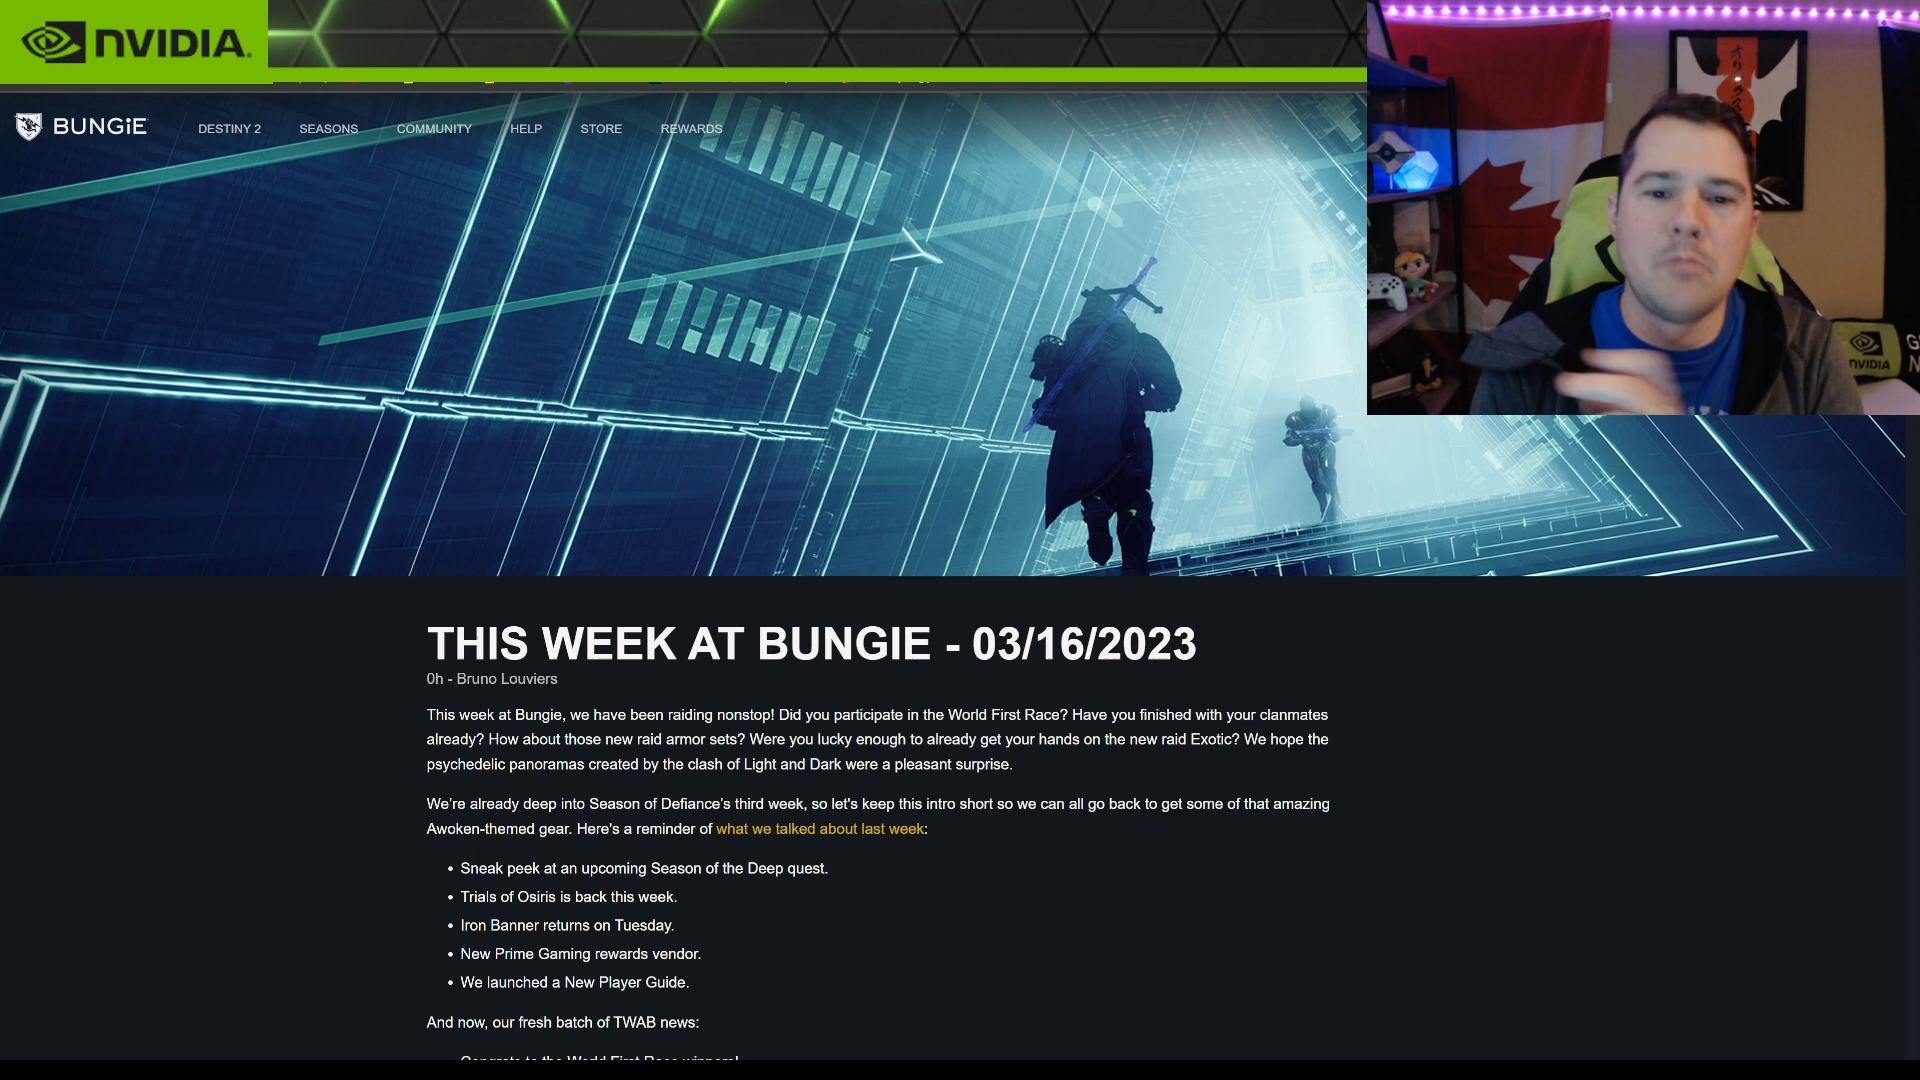 NVIDIA.
BUNGiE
DESTINY 2 SEASONS COMMUNITY HELP STORE REWARDS
NVIDIA
THIS WEEK AT BUNGIE - 03/16/2023
0h - Bruno Louviers
This week at Bungie, we have been raiding nonstop! Did you participate in the World First Race? Have you finished with your clanmates
already? How about those new raid armor sets? Were you lucky enough to already get your hands on the new raid Exotic? We hope the
psychedelic panoramas created by the clash of Light and Dark were a pleasant surprise.
We're already deep into Season of Defiance's third week, so let's keep this intro short so we can all go back to get some of that amazing
Awoken-themed gear. Here's a reminder of what we talked about last week:
• Sneak peek at an upcoming Season of the Deep quest.
• Trials of Osiris is back this week.
• Iron Banner returns on Tuesday.
• New Prime Gaming rewards vendor.
• We launched a New Player Guide.
And now, our fresh batch of TWAB news:
Congrats to the World First Race winners!